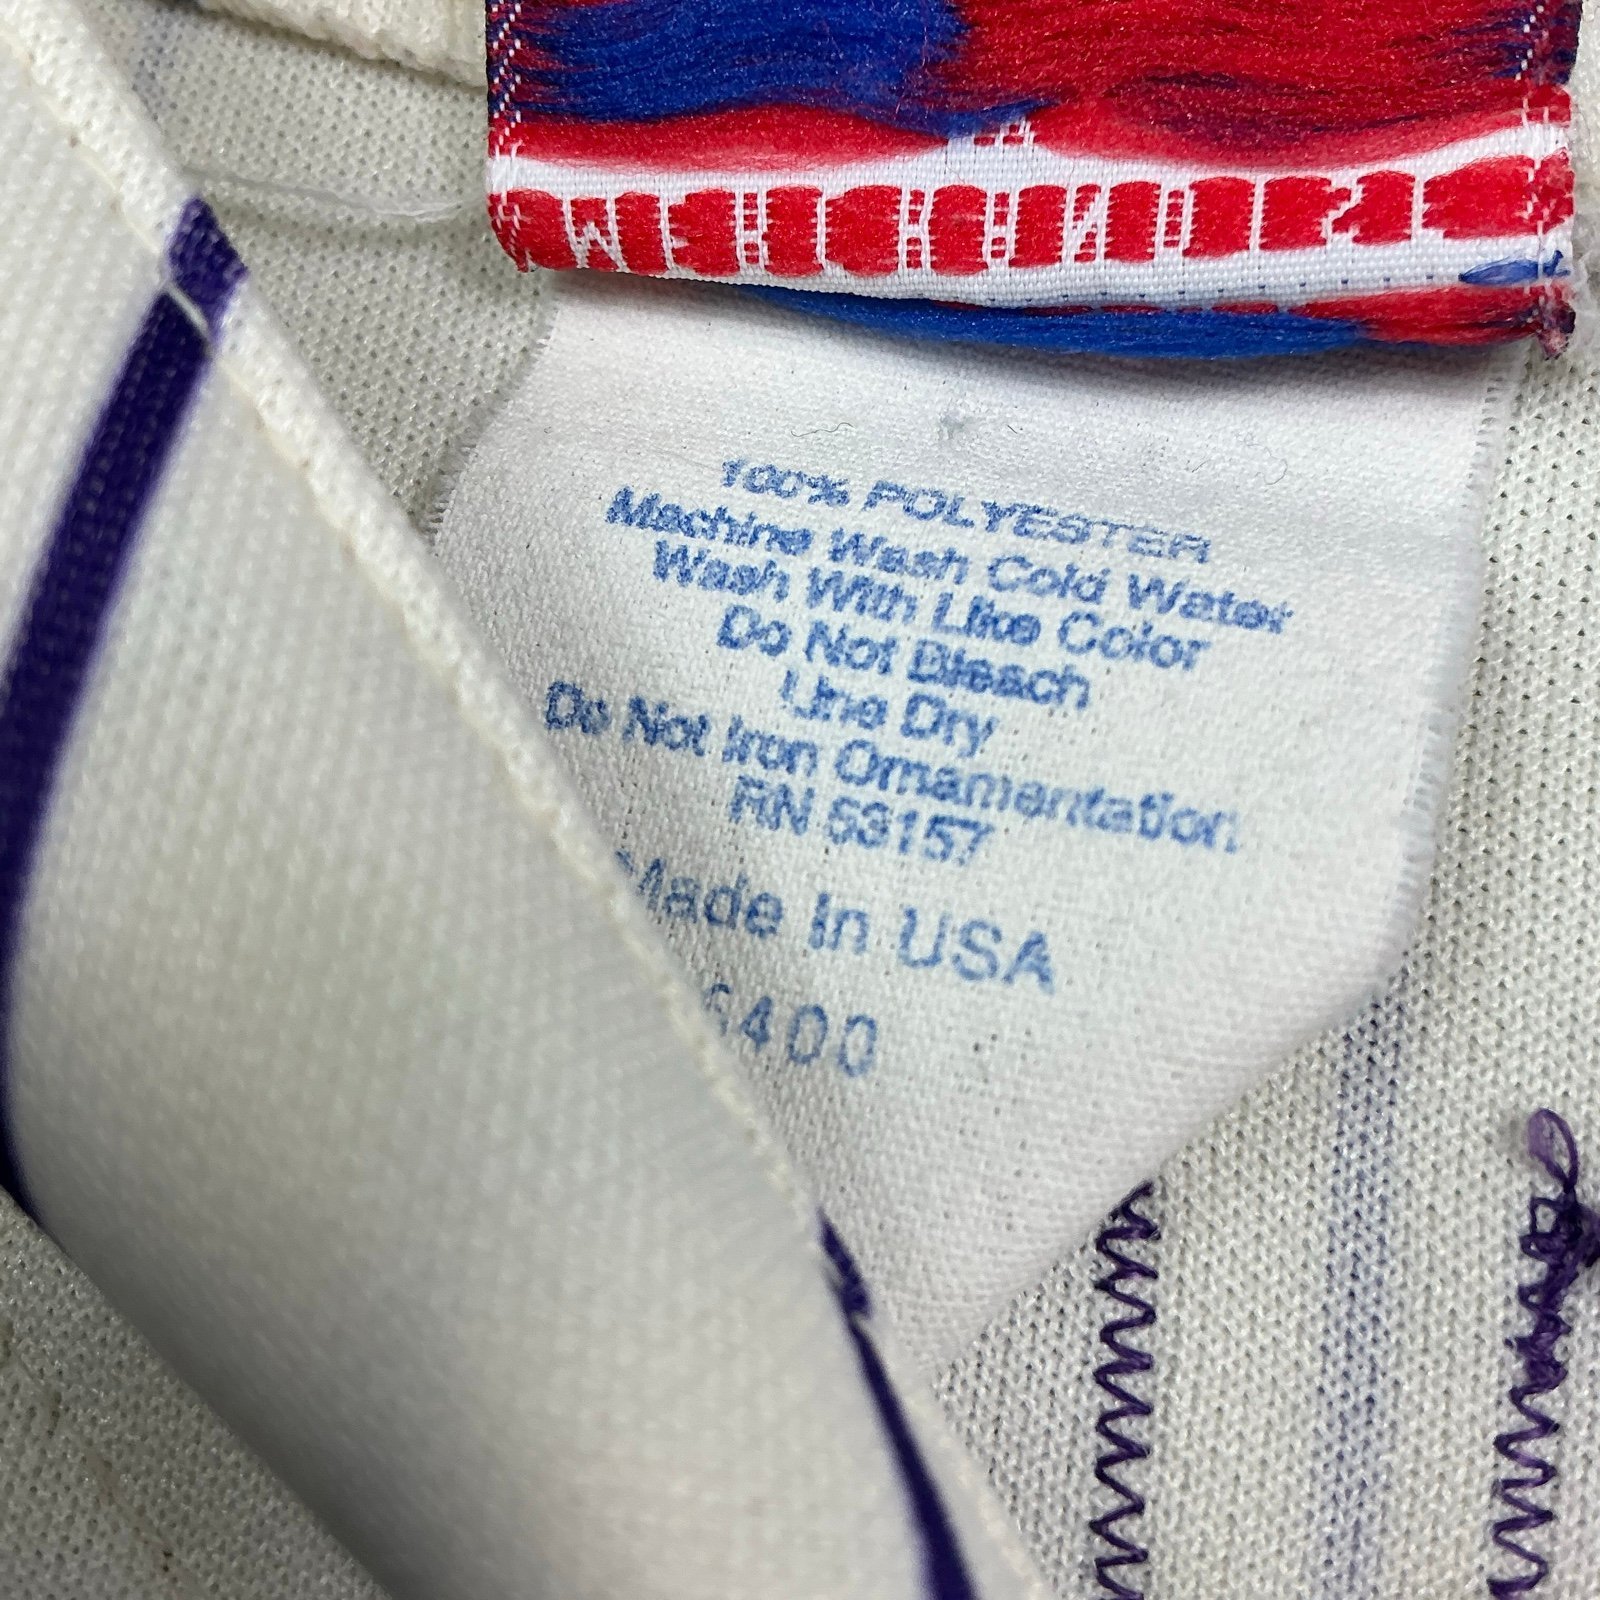 100% POLYESTER
Machine Wash Cold Water
Wash With Like Color
Do Not Bleach
Line Dry
Do Not Iron Ornamentation
RN 53157
Made In USA
6400